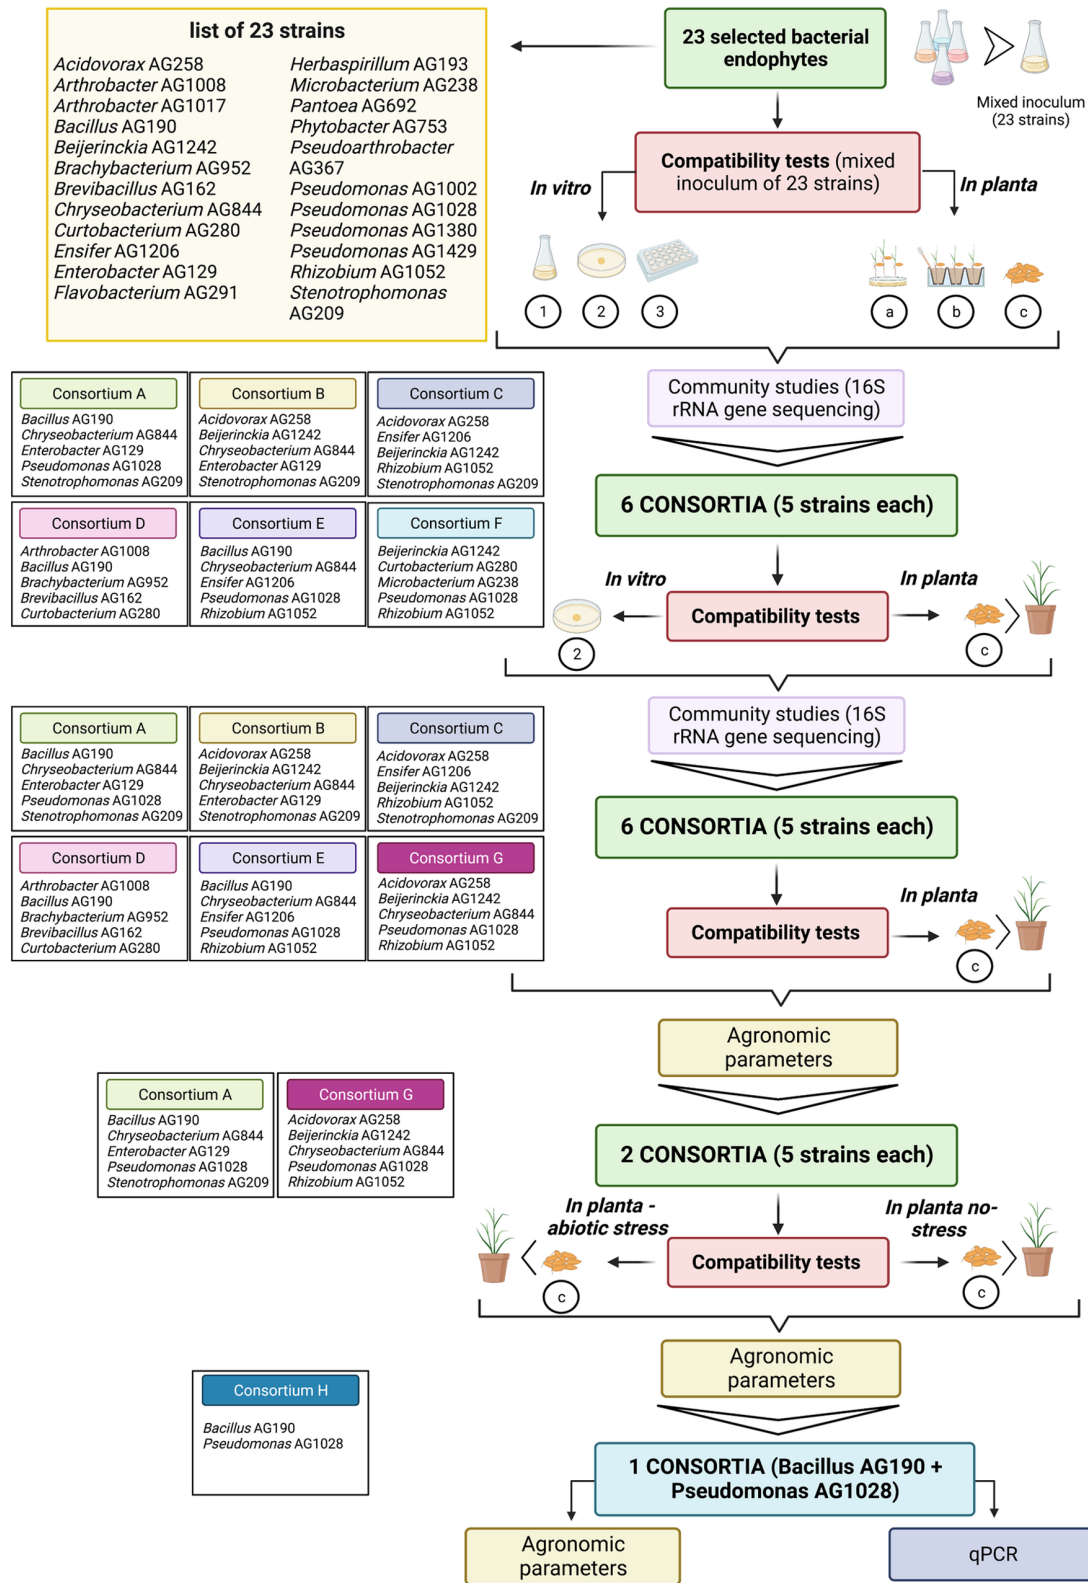 list of 23 strains
Acidovorax AG258
Arthrobacter AG1008
Arthrobacter AG1017
Bacillus AG190
Beijerinckia AG1242
Brachybacterium AG952
Brevibacillus AG162
Chryseobacterium AG844
Curtobacterium AG280
Ensifer AG1206
Enterobacter AG129
Flavobacterium AG291
Herbaspirillum AG193
Microbacterium AG238
Pantoea AG692
Phytobacter AG753
Pseudoarthrobacter
AG367
Pseudomonas AG1002
Pseudomonas AG1028
Pseudomonas AG1380
Pseudomonas AG1429
Rhizobium AG1052
Stenotrophomonas
AG209
23 selected bacterial
endophytes
Mixed inoculum
(23 strains)
Compatibility tests (mixed
inoculum of 23 strains)
In vitro
In planta
1
2
3
a
b
c
Community studies (16S
rRNA gene sequencing)
Consortium A
Bacillus AG190
Chryseobacterium AG844
Enterobacter AG129
Pseudomonas AG1028
Stenotrophomonas AG209
Consortium B
Acidovorax AG258
Beijerinckia AG1242
Chryseobacterium AG844
Enterobacter AG129
Stenotrophomonas AG209
Consortium C
Acidovorax AG258
Ensifer AG1206
Beijerinckia AG1242
Rhizobium AG1052
Stenotrophomonas AG209
Consortium D
Arthrobacter AG1008
Bacillus AG190
Brachybacterium AG952
Brevibacillus AG162
Curtobacterium AG280
Consortium E
Bacillus AG190
Chryseobacterium AG844
Ensifer AG1206
Pseudomonas AG1028
Rhizobium AG1052
Consortium F
Beijerinckia AG1242
Curtobacterium AG280
Microbacterium AG238
Pseudomonas AG1028
Rhizobium AG1052
6 CONSORTIA (5 strains each)
In vitro
In planta
Compatibility tests
2
c
Community studies (16S
rRNA gene sequencing)
Consortium A
Bacillus AG190
Chryseobacterium AG844
Enterobacter AG129
Pseudomonas AG1028
Stenotrophomonas AG209
Consortium B
Acidovorax AG258
Beijerinckia AG1242
Chryseobacterium AG844
Enterobacter AG129
Stenotrophomonas AG209
Consortium C
Acidovorax AG258
Ensifer AG1206
Beijerinckia AG1242
Rhizobium AG1052
Stenotrophomonas AG209
Consortium D
Arthrobacter AG1008
Bacillus AG190
Brachybacterium AG952
Brevibacillus AG162
Curtobacterium AG280
Consortium E
Bacillus AG190
Chryseobacterium AG844
Ensifer AG1206
Pseudomonas AG1028
Rhizobium AG1052
Consortium G
Acidovorax AG258
Beijerinckia AG1242
Chryseobacterium AG844
Pseudomonas AG1028
Rhizobium AG1052
6 CONSORTIA (5 strains each)
In planta
Compatibility tests
c
Agronomic
parameters
Consortium A
Bacillus AG190
Chryseobacterium AG844
Enterobacter AG129
Pseudomonas AG1028
Stenotrophomonas AG209
Consortium G
Acidovorax AG258
Beijerinckia AG1242
Chryseobacterium AG844
Pseudomonas AG1028
Rhizobium AG1052
2 CONSORTIA (5 strains each)
In planta -
abiotic stress
In planta no-
stress
Compatibility tests
c
c
Agronomic
parameters
Consortium H
Bacillus AG190
Pseudomonas AG1028
1 CONSORTIA (Bacillus AG190 +
Pseudomonas AG1028)
Agronomic
parameters
qPCR